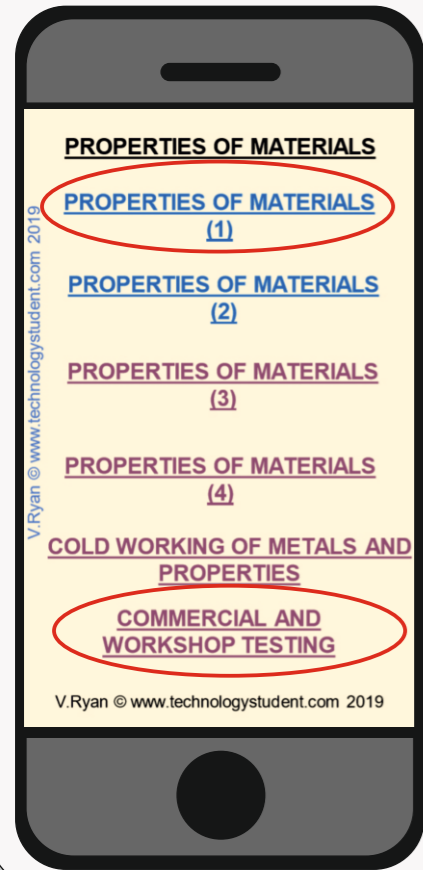 PROPERTIES OF MATERIALS
PROPERTIES OF MATERIALS
(1)
PROPERTIES OF MATERIALS
(2)
PROPERTIES OF MATERIALS
(3)
PROPERTIES OF MATERIALS
(4)
COLD WORKING OF METALS AND
PROPERTIES
COMMERCIAL AND
WORKSHOP TESTING
V.Ryan © www.technologystudent.com 2019
V.Ryan © www.technologystudent.com 2019